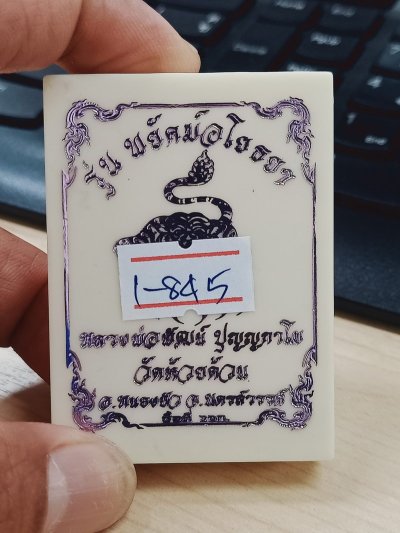 รุ่น พยัคฆ์อโยธยา
1-845
หลวงพ่อพัฒน์ ปุญฺญกาโม
วัดห้วยด้วน
อ.หนองบัว จ.นครสวรรค์